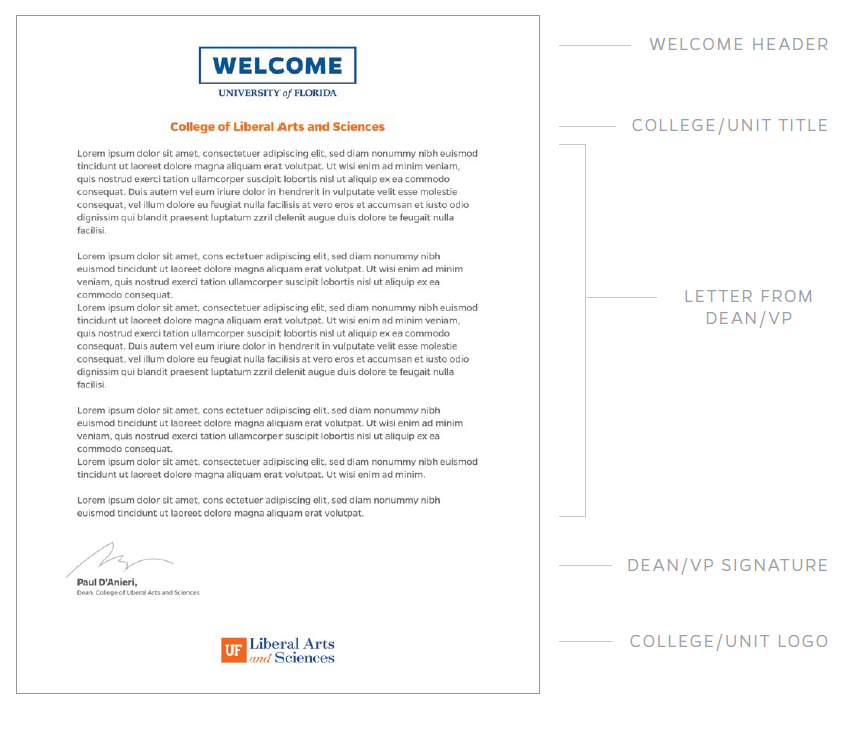 WELCOME
UNIVERSITY of FLORIDA
College of Liberal Arts and Sciences
Lorem ipsum dolor sit amet, consectetuer adipiscing elit, sed diam nonummy nibh euismod
tincidunt ut laoreet dolore magna aliquam erat volutpat. Ut wisi enim ad minim veniam,
quis nostrud exerci tation ullamcorper suscipit lobortis nisl ut aliquip ex ea commodo
consequat. Duis autem vel eum iriure dolor in hendrerit in vulputate velit esse molestie
consequat, vel illum dolore eu feugiat nulla facilisis at vero eros et accumsan et iusto odio
dignissim qui blandit praesent luptatum zzril delenit augue duis dolore te feugait nulla
facilisi.
Lorem ipsum dolor sit amet, cons ectetuer adipiscing elit, sed diam nonummy nibh
euismod tincidunt ut laoreet dolore magna aliquam erat volutpat. Ut wisi enim ad minim
veniam, quis nostrud exerci tation ullamcorper suscipit lobortis nisl ut aliquip ex ea
commodo consequat.
Lorem ipsum dolor sit amet, consectetuer adipiscing elit, sed diam nonummy nibh euismod
tincidunt ut laoreet dolore magna aliquam erat volutpat. Ut wisi enim ad minim veniam,
quis nostrud exerci tation ullamcorper suscipit lobortis nisl ut aliquip ex ea commodo
consequat. Duis autem vel eum iriure dolor in hendrerit in vulputate velit esse molestie
consequat, vel illum dolore eu feugiat nulla facilisis at vero eros et accumsan et iusto odio
dignissim qui blandit praesent luptatum zzril delenit augue duis dolore te feugait nulla
facilisi.
Lorem ipsum dolor sit amet, cons ectetuer adipiscing elit, sed diam nonummy nibh
euismod tincidunt ut laoreet dolore magna aliquam erat volutpat. Ut wisi enim ad minim
veniam, quis nostrud exerci tation ullamcorper suscipit lobortis nisl ut aliquip ex ea
commodo consequat.
Lorem ipsum dolor sit amet, consectetuer adipiscing elit, sed diam nonummy nibh euismod
tincidunt ut laoreet dolore magna aliquam erat volutpat. Ut wisi enim ad minim.
Lorem ipsum dolor sit amet, cons ectetuer adipiscing elit, sed diam nonummy nibh
euismod tincidunt ut laoreet dolore magna aliquam erat volutpat.
Paul D'Anieri,
Dean, College of Liberal Arts and Sciences
UF Liberal Arts
and Sciences
WELCOME HEADER
COLLEGE/UNIT TITLE
LETTER FROM
DEAN/VP
DEAN/VP SIGNATURE
COLLEGE/UNIT LOGO